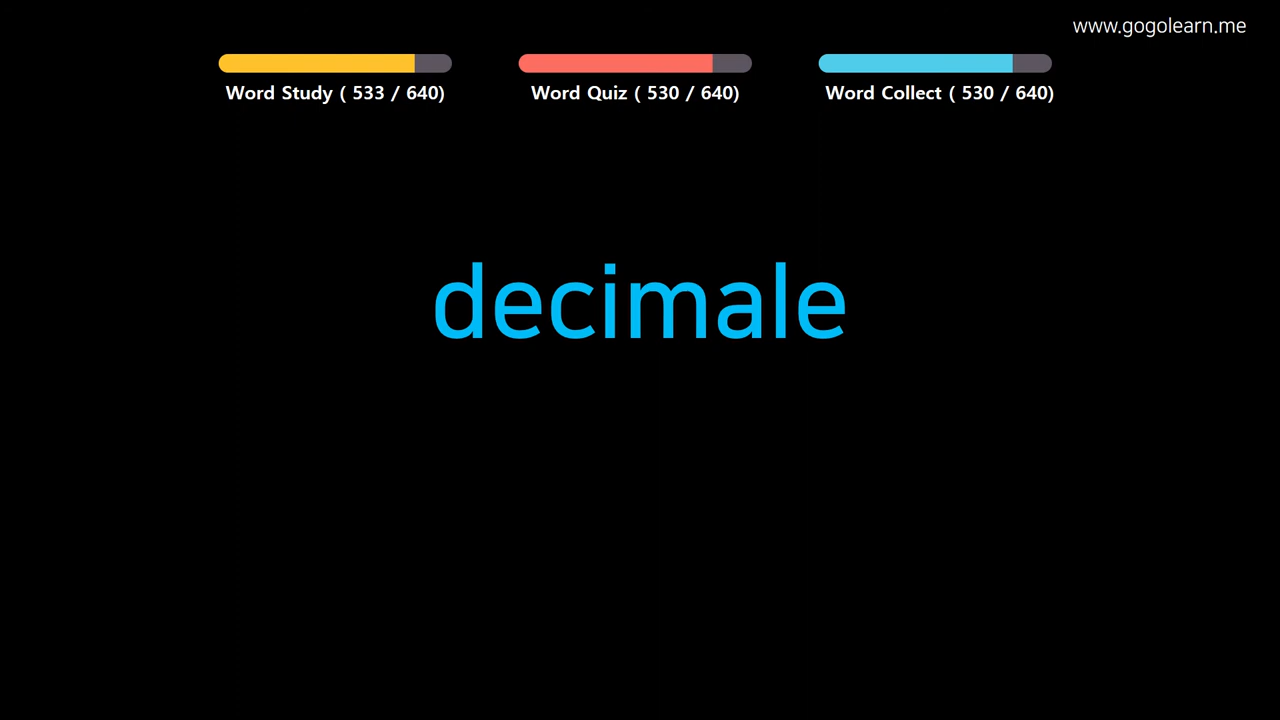 www.gogolearn.me
Word Study ( 533 / 640)
Word Quiz ( 530 / 640)
Word Collect ( 530 / 640)
decimale